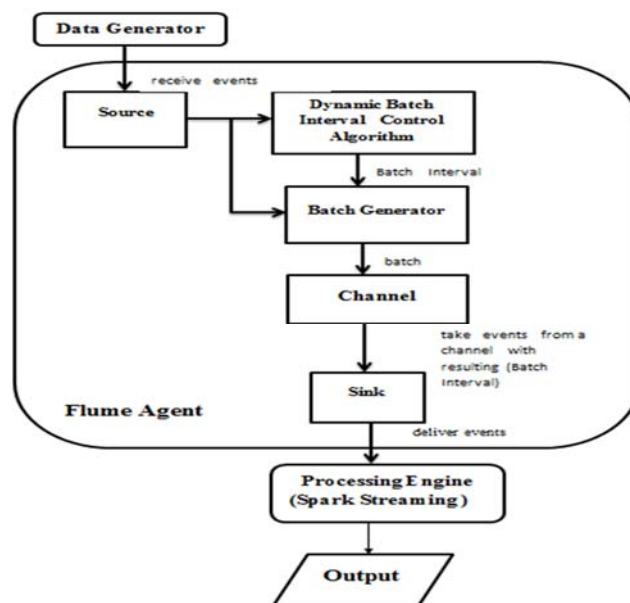 Data Generator
receive events
Source
Dynamic Batch
Interval Control
Algorithm
Batch Interval
Batch Generator
batch
Channel
take events from a
channel with
resulting (Batch
Interval)
Sink
Flume Agent
deliver events
Processing Engine
(Spark Streaming)
Output